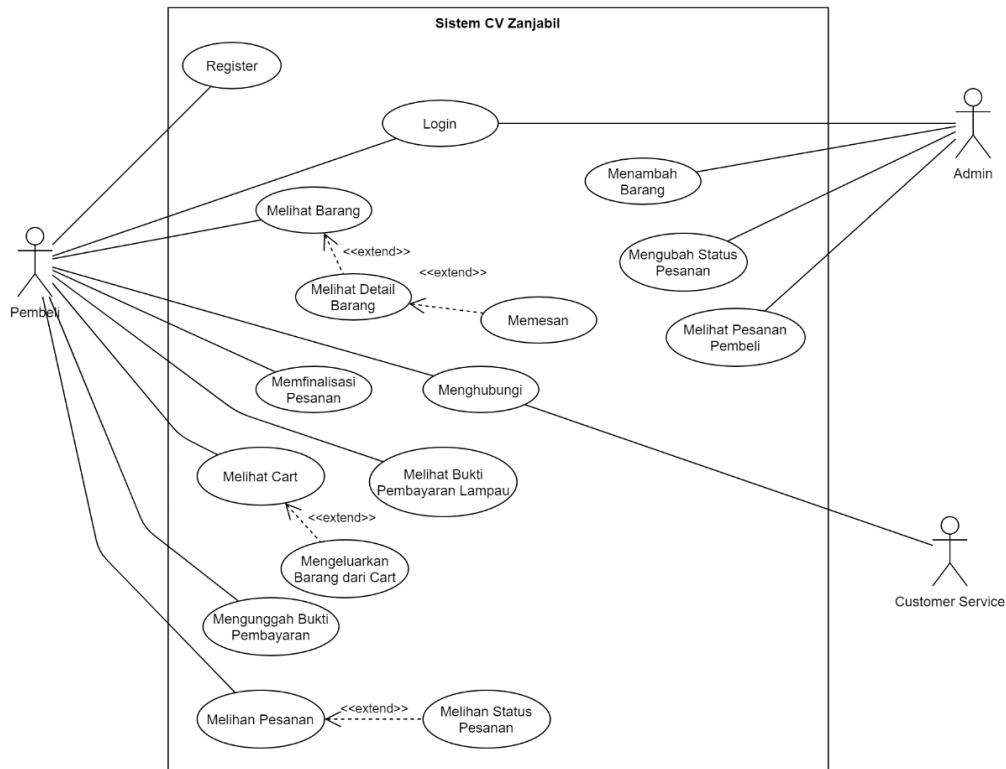 Sistem CV Zanjabil
Register
Login
Admin
Menambah
Barang
Melihat Barang
<<extend>>
Mengubah Status
Pesanan
<<extend>>
Melihat Detail
Barang
Pembeli
Memesan
Melihat Pesanan
Pembeli
Memfinalisasi
Pesanan
Menghubungi
Melihat Cart
Melihat Bukti
Pembayaran Lampau
<<extend>>
Mengeluarkan
Barang dari Cart
Customer Service
Mengunggah Bukti
Pembayaran
Melihan Pesanan
<<extend>>
Melihan Status
Pesanan